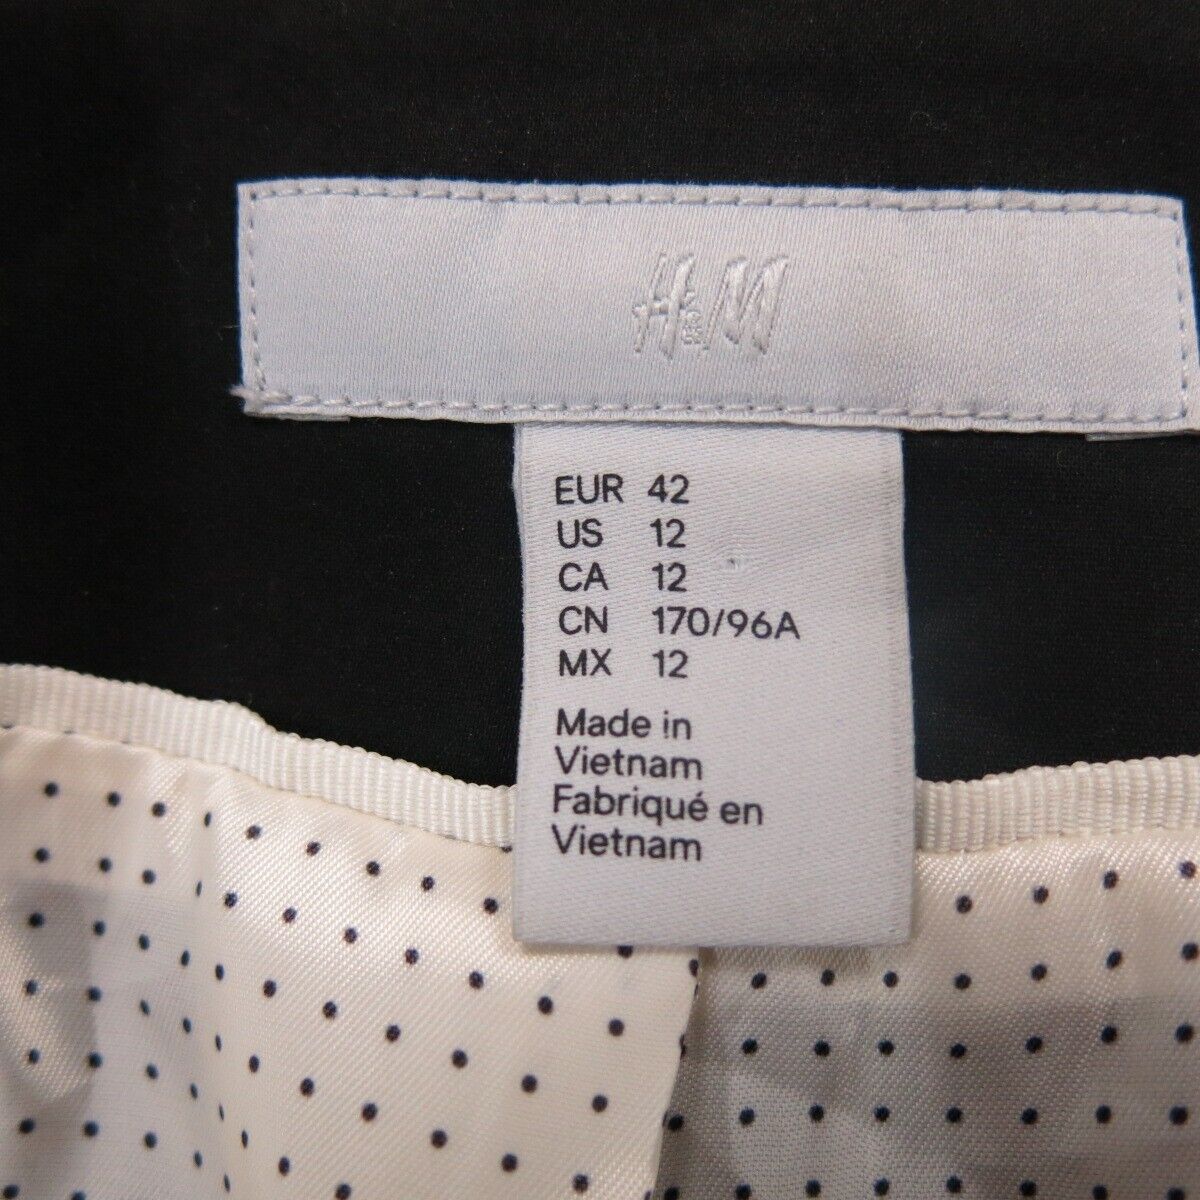 H&M
EUR 42
US 12
CA 12
CN 170/96A
MX 12
Made in
Vietnam
Fabriqué en
Vietnam